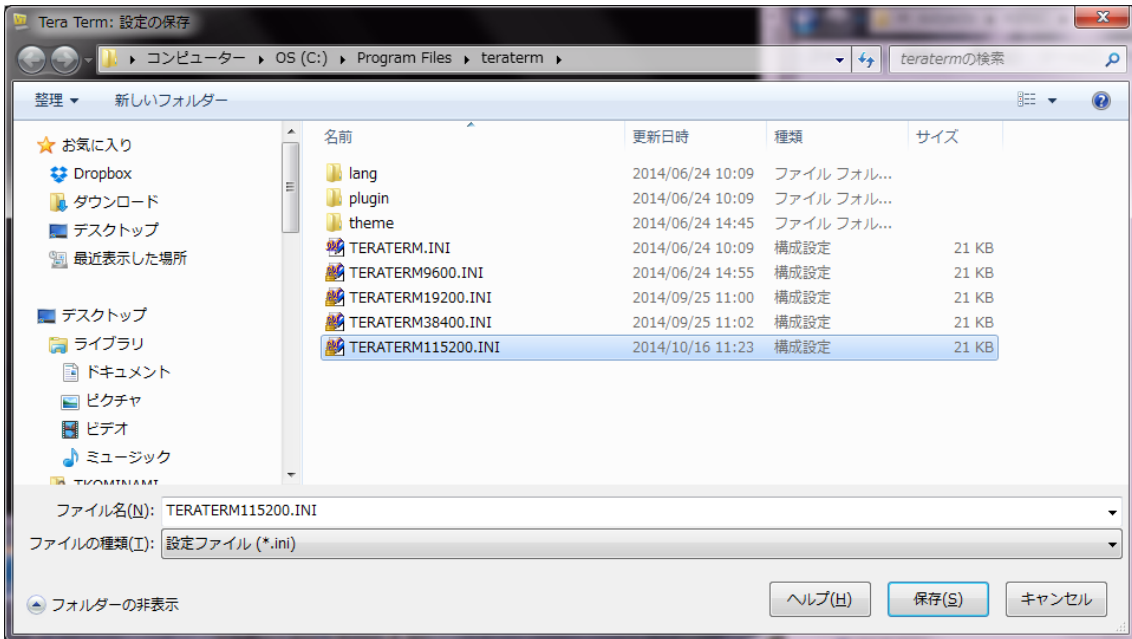 Tera Term: 設定の保存
コンピューター OS (C:) Program Files teraterm
teratermの検索
整理 新しいフォルダー
名前 更新日時 種類 サイズ
お気に入り
Dropbox
ダウンロード
デスクトップ
最近表示した場所
デスクトップ
ライブラリ
ドキュメント
ピクチャ
ビデオ
ミュージック
TKOMINAMI
lang 2014/06/24 10:09 ファイル フォル...
plugin 2014/06/24 10:09 ファイル フォル...
theme 2014/06/24 14:45 ファイル フォル...
TERATERM.INI 2014/06/24 10:09 構成設定 21 KB
TERATERM9600.INI 2014/06/24 14:55 構成設定 21 KB
TERATERM19200.INI 2014/09/25 11:00 構成設定 21 KB
TERATERM38400.INI 2014/09/25 11:02 構成設定 21 KB
TERATERM115200.INI 2014/10/16 11:23 構成設定 21 KB
ファイル名(N): TERATERM115200.INI
ファイルの種類(T): 設定ファイル (*.ini)
フォルダーの非表示
ヘルプ(H) 保存(S) キャンセル